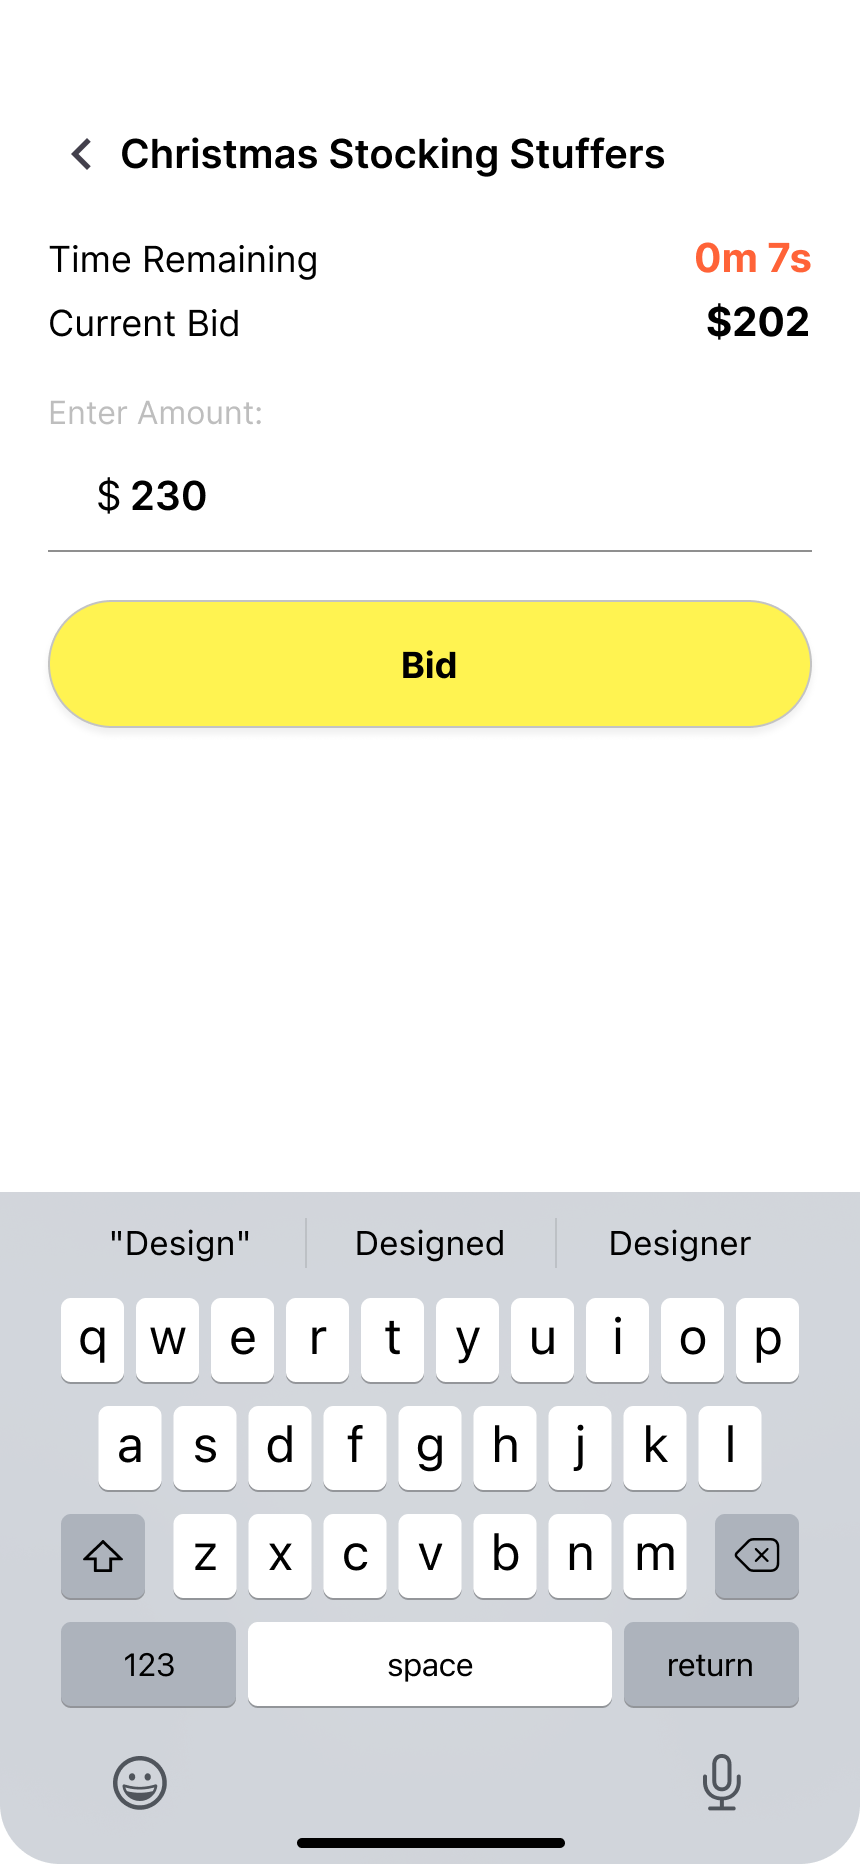 Christmas Stocking Stuffers
Time Remaining 0m 7s
Current Bid $202
Enter Amount:
$ 230
Bid
"Design" Designed Designer
q w e r t y u i o p
a s d f g h j k l
z x c v b n m
123 space return